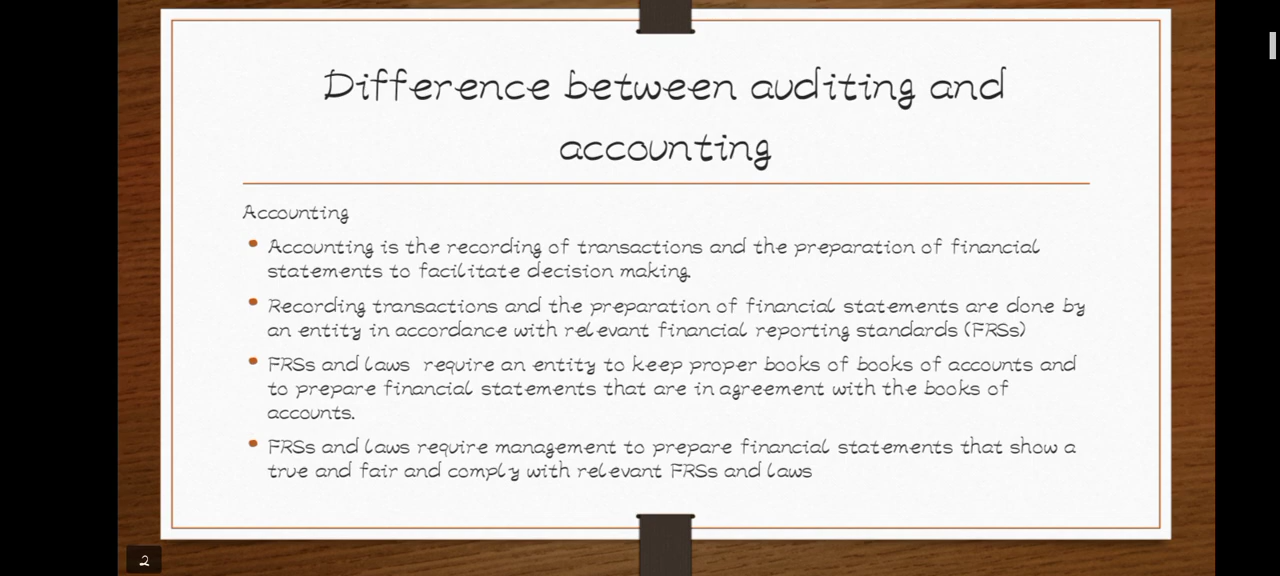 Difference between auditing and
accounting
Accounting
• Accounting is the recording of transactions and the preparation of financial
statements to facilitate decision making.
• Recording transactions and the preparation of financial statements are done by
an entity in accordance with relevant financial reporting standards (FRSs)
• FRSs and laws  require an entity to keep proper books of books of accounts and
to prepare financial statements that are in agreement with the books of
accounts.
• FRSs and laws require management to prepare financial statements that show a
true and fair and comply with relevant FRSs and laws
2